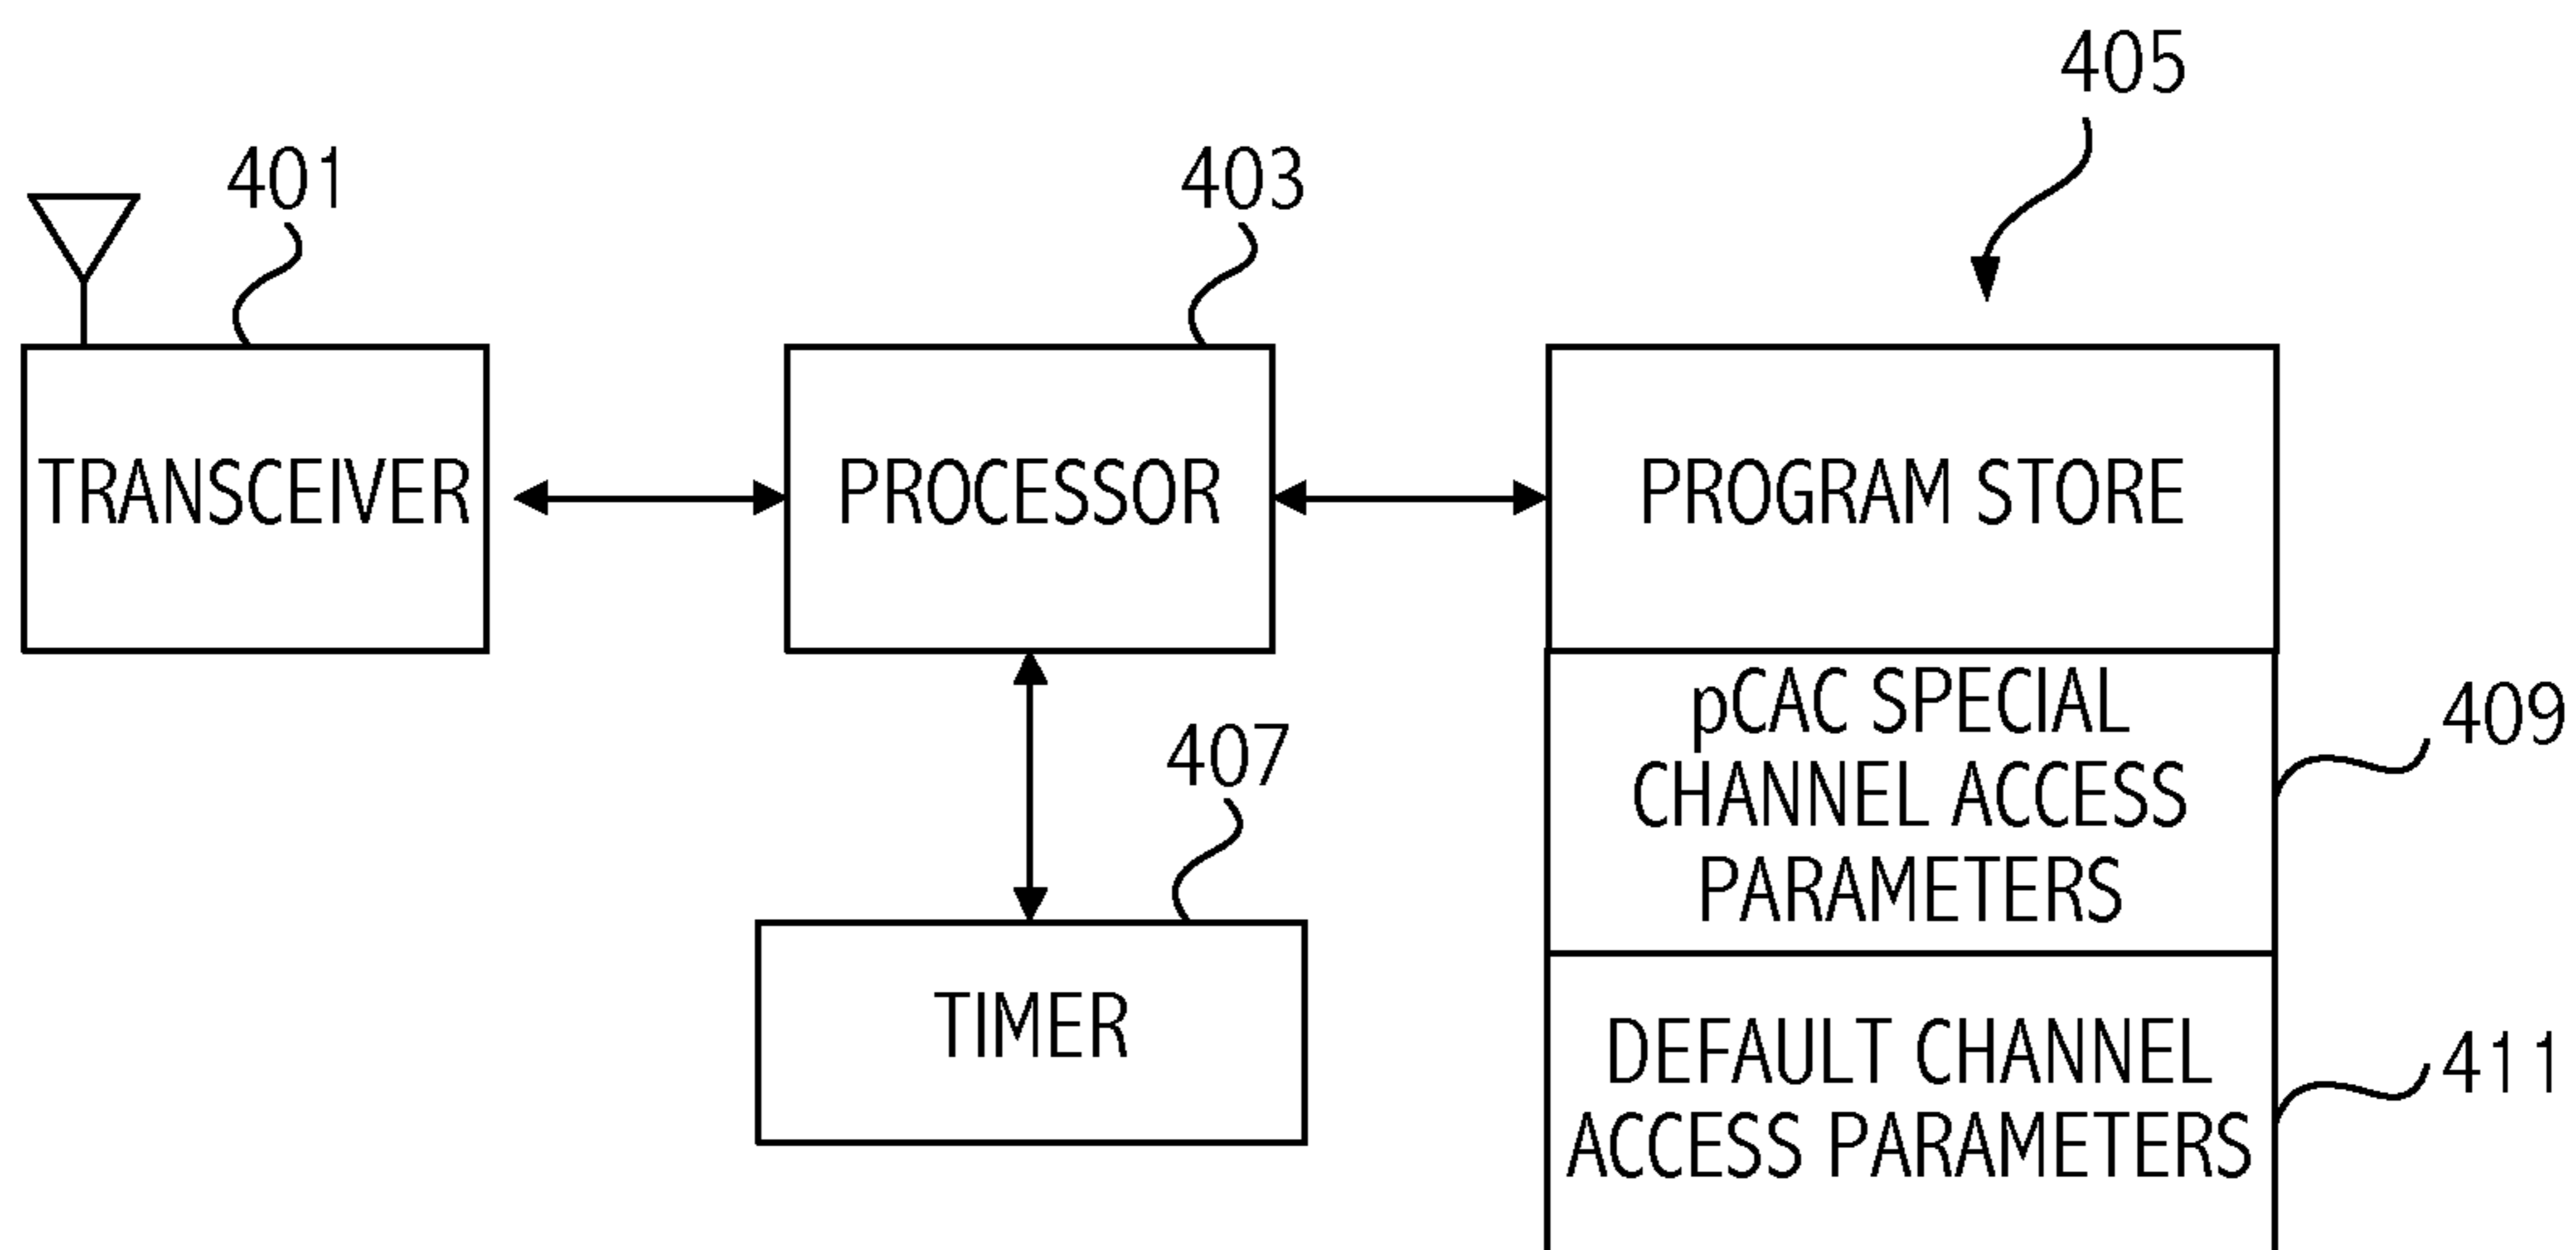 405
401
403
TRANSCEIVER
PROCESSOR
PROGRAM STORE
pCAC SPECIAL
CHANNEL ACCESS
PARAMETERS
409
407
TIMER
DEFAULT CHANNEL
ACCESS PARAMETERS
411